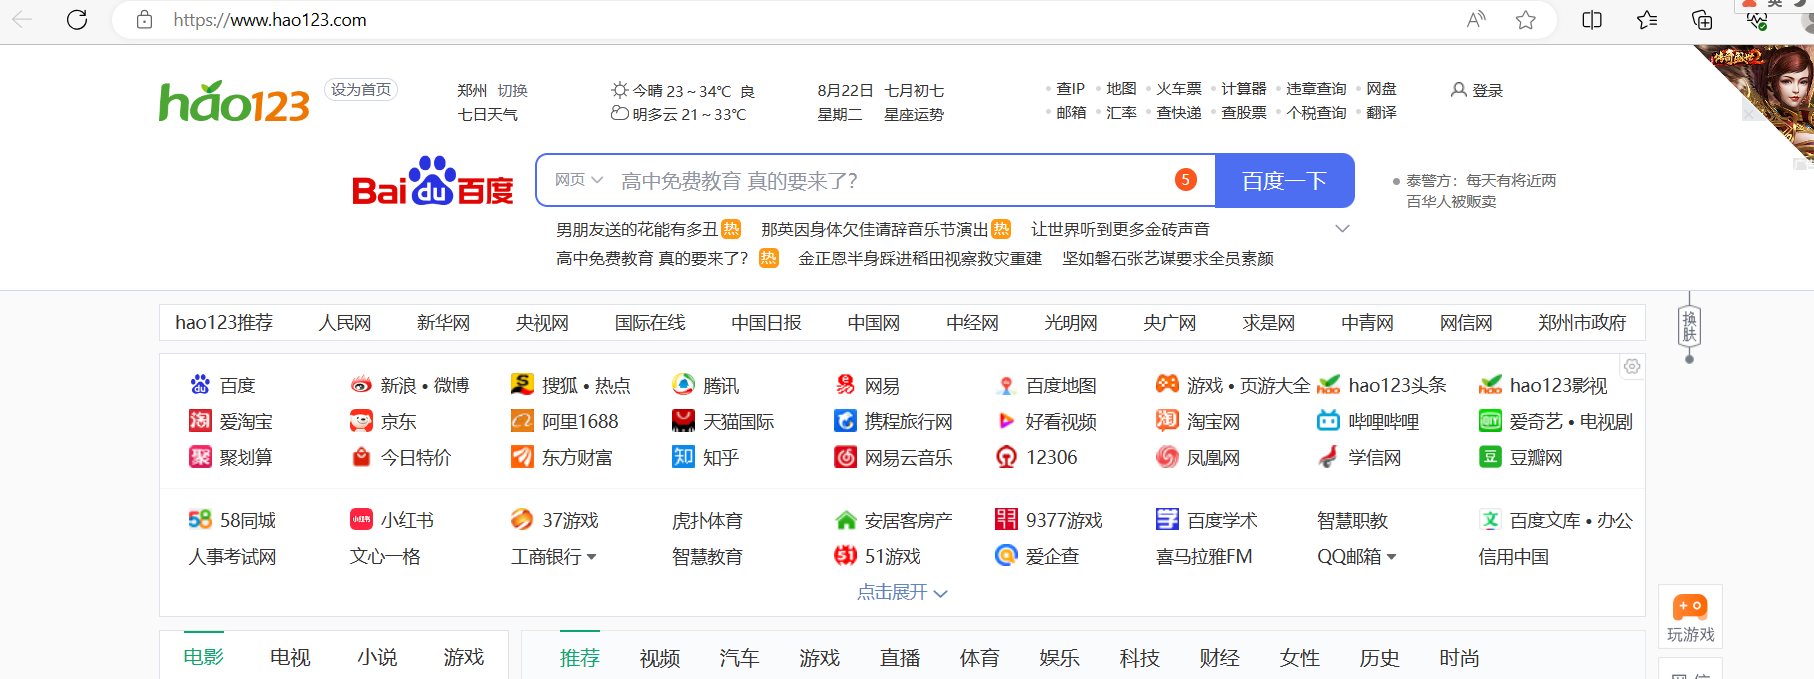 https://www.hao123.com
英
hao123 设为首页 郑州 切换 今晴 23～34℃ 良 8月22日 七月初七 查IP 地图 火车票 计算器 违章查询 网盘 登录
七日天气 明多云 21～33℃ 星期二 星座运势 邮箱 汇率 查快递 查股票 个税查询 翻译
Bai du 百度 网页 高中免费教育 真的要来了? 5 百度一下
泰警方：每天有将近两
百华人被贩卖
男朋友送的花能有多丑 热 那英因身体欠佳请辞音乐节演出 热 让世界听到更多金砖声音
高中免费教育 真的要来了? 热 金正恩半身踩进稻田视察救灾重建 坚如磐石张艺谋要求全员素颜
hao123推荐 人民网 新华网 央视网 国际在线 中国日报 中国网 中经网 光明网 央广网 求是网 中青网 网信网 郑州市政府
换肤
百度 新浪•微博 搜狐•热点 腾讯 网易 百度地图 游戏•页游大全 hao123头条 hao123影视
爱淘宝 京东 阿里1688 天猫国际 携程旅行网 好看视频 淘宝网 哔哩哔哩 爱奇艺•电视剧
聚划算 今日特价 东方财富 知乎 网易云音乐 12306 凤凰网 学信网 豆瓣网
58同城 小红书 37游戏 虎扑体育 安居客房产 9377游戏 百度学术 智慧职教 百度文库•办公
人事考试网 文心一格 工商银行 智慧教育 51游戏 爱企查 喜马拉雅FM QQ邮箱 信用中国
点击展开
玩游戏
电影 电视 小说 游戏 推荐 视频 汽车 游戏 直播 体育 娱乐 科技 财经 女性 历史 时尚